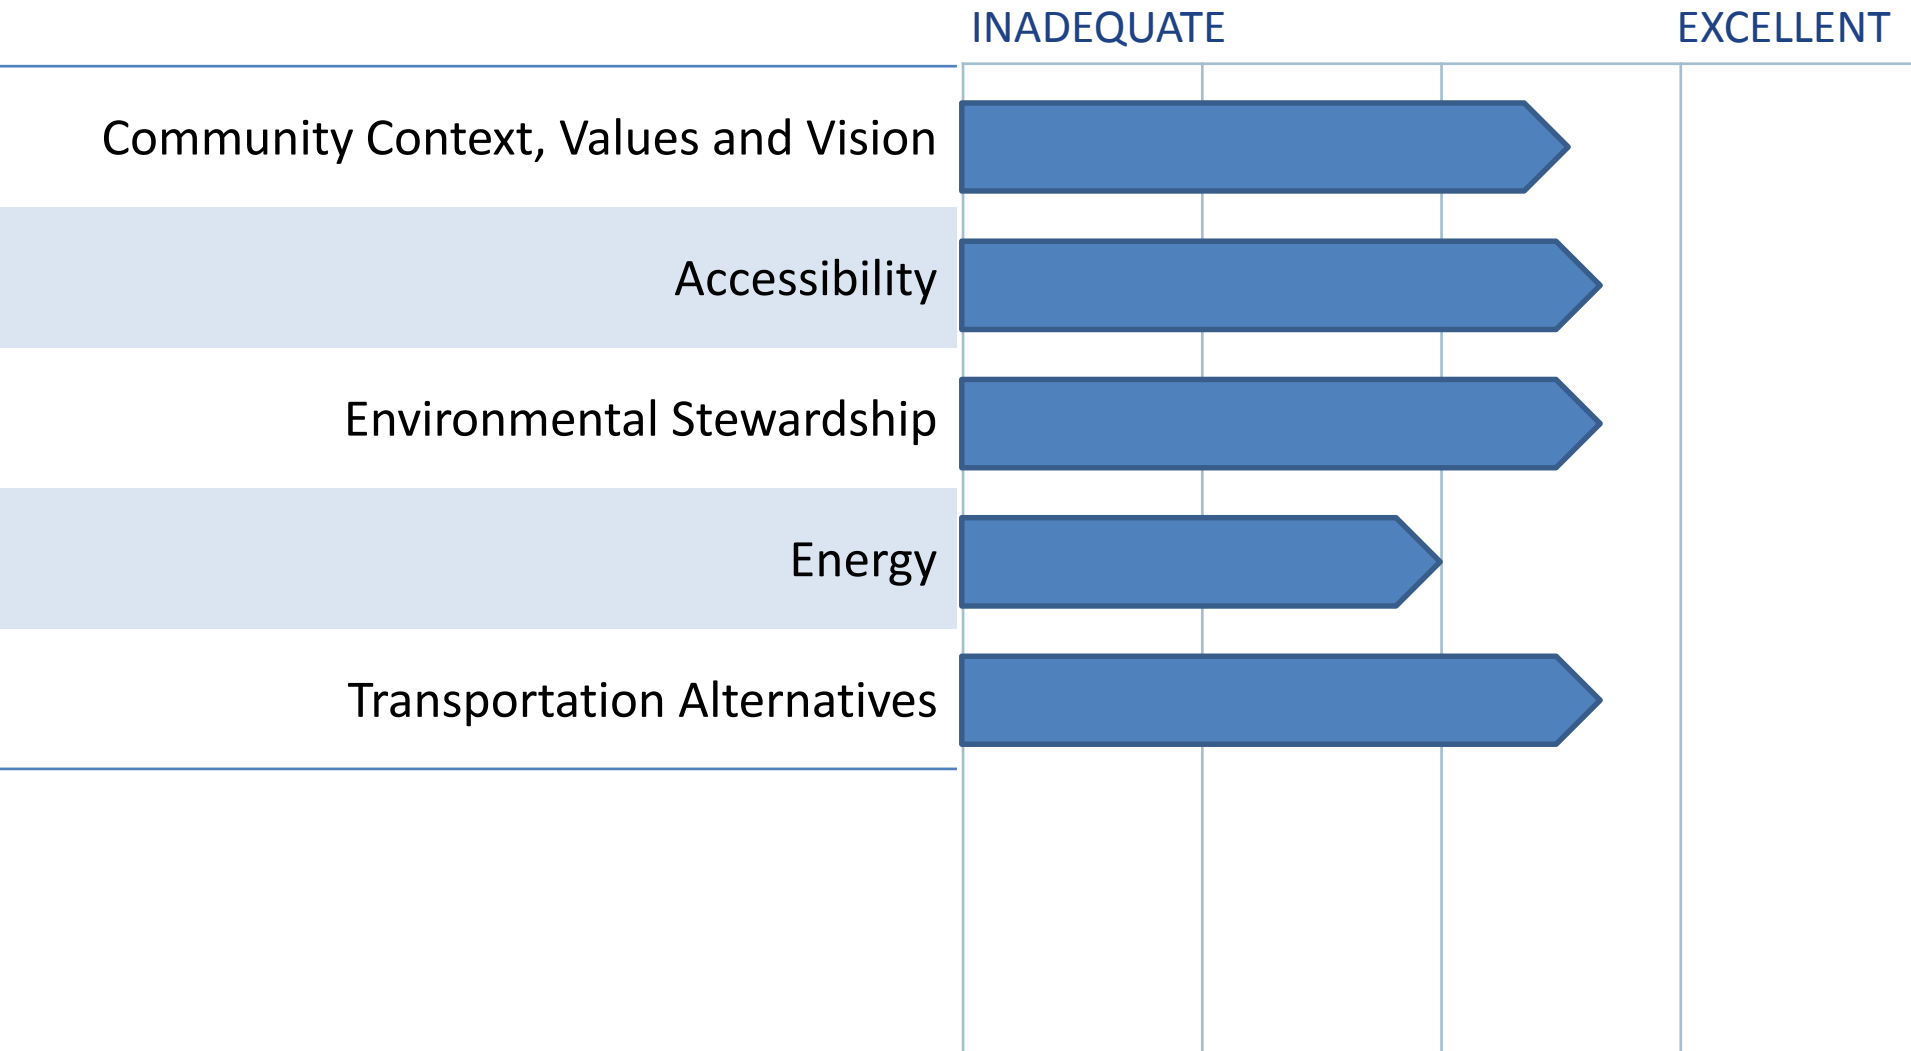 INADEQUATE EXCELLENT
Community Context, Values and Vision
Accessibility
Environmental Stewardship
Energy
Transportation Alternatives